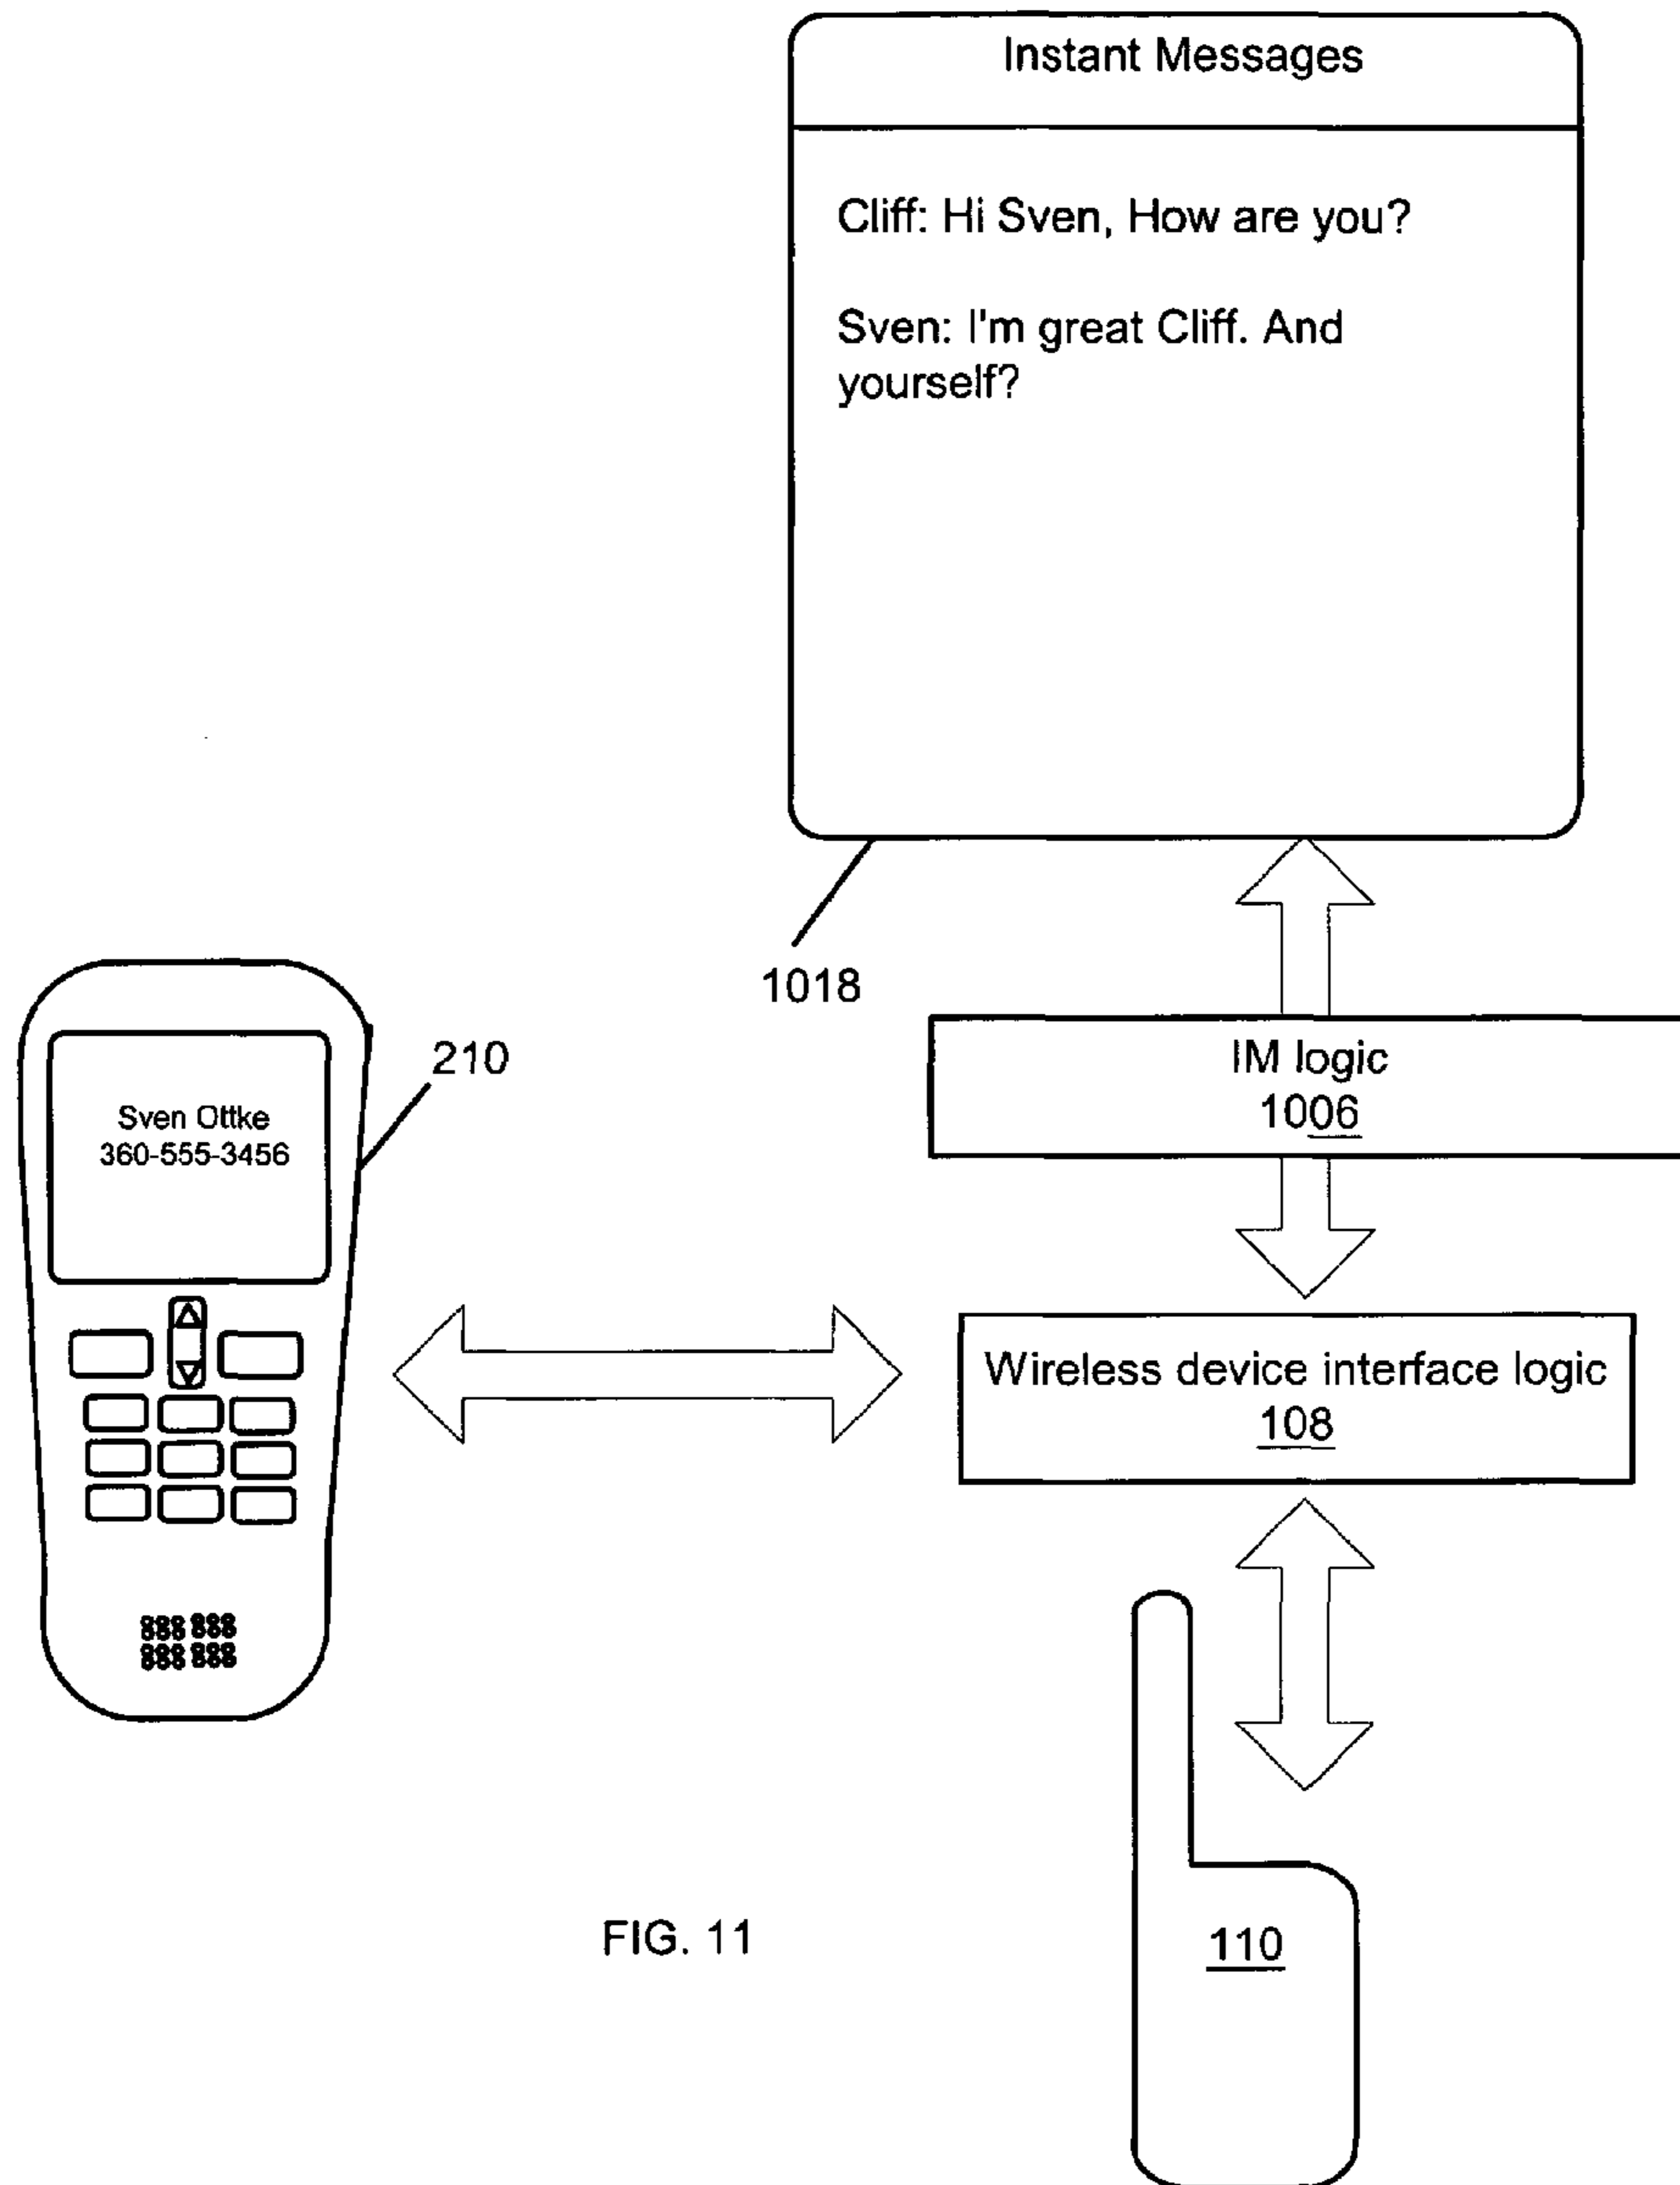 Instant Messages
Cliff: Hi Sven, How are you?
Sven: I'm great Cliff. And
yourself?
1018
210
Sven Ottke
360-555-3456
IM logic
1006
Wireless device interface logic
108
110
FIG. 11